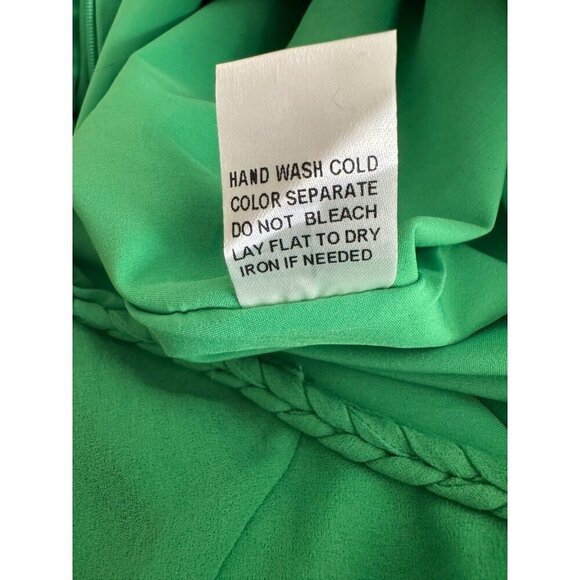 HAND WASH COLD
COLOR SEPARATE
DO NOT BLEACH
LAY FLAT TO DRY
IRON IF NEEDED